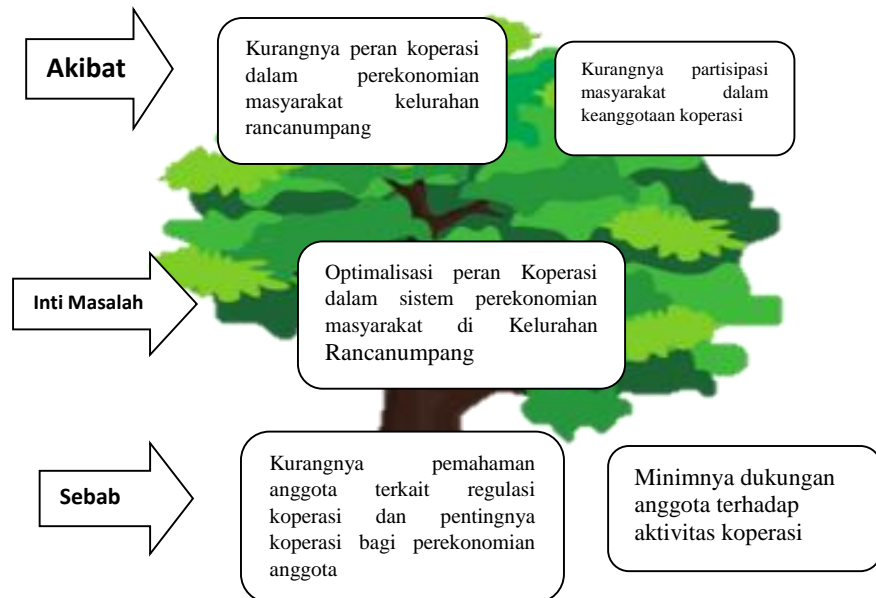 Akibat
Kurangnya peran koperasi
dalam perekonomian
masyarakat kelurahan
rancanumpang
Kurangnya partisipasi
masyarakat dalam
keanggotaan koperasi
Inti Masalah
Optimalisasi peran Koperasi
dalam sistem perekonomian
masyarakat di Kelurahan
Rancanumpang
Sebab
Kurangnya pemahaman
anggota terkait regulasi
koperasi dan pentingnya
koperasi bagi perekonomian
anggota
Minimnya dukungan
anggota terhadap
aktivitas koperasi